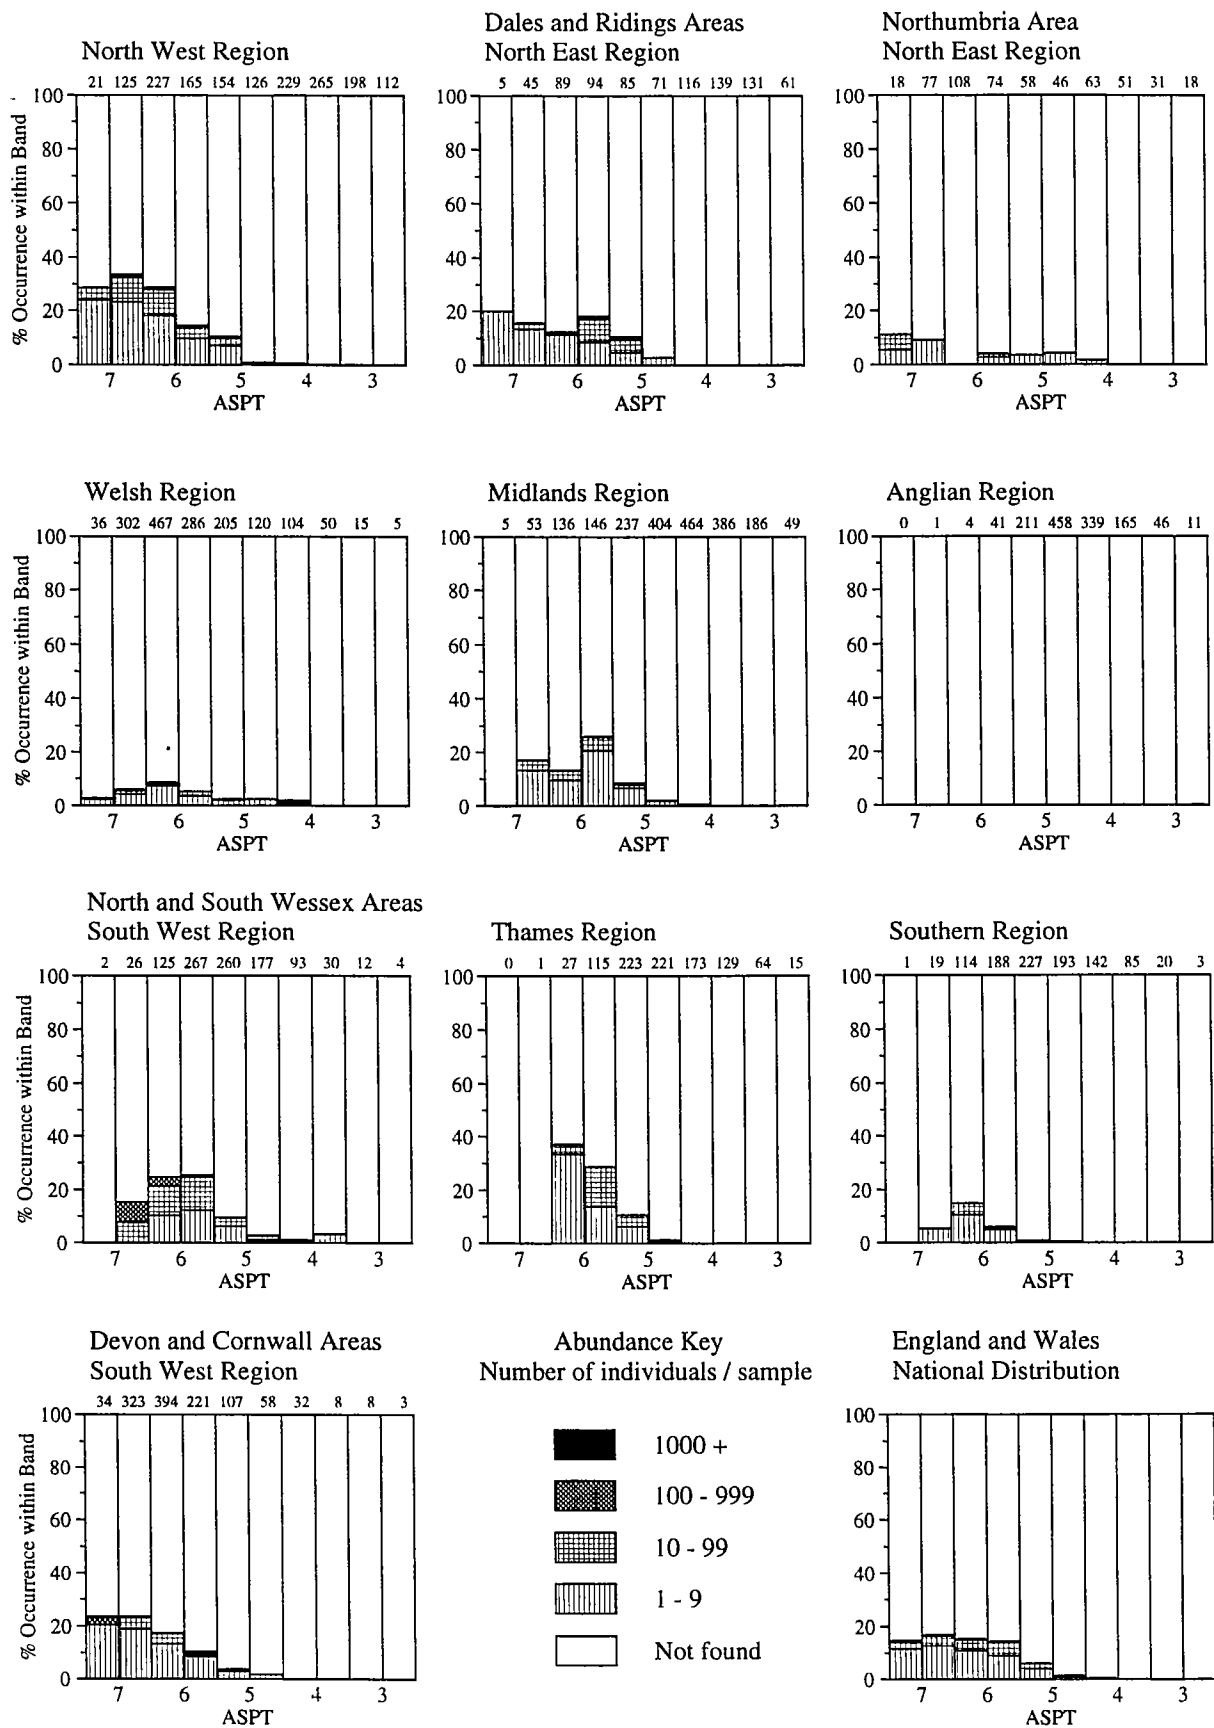 North West Region
21 125 227 165 154 126 229 265 198 112
100
80
60
40
20
0
% Occurrence within Band
7 6 5 4 3
ASPT
Dales and Ridings Areas
North East Region
5 45 89 94 85 71 116 139 131 61
100
80
60
40
20
0
7 6 5 4 3
ASPT
Northumbria Area
North East Region
18 77 108 74 58 46 63 51 31 18
100
80
60
40
20
0
7 6 5 4 3
ASPT
Welsh Region
36 302 467 286 205 120 104 50 15 5
100
80
60
40
20
0
% Occurrence within Band
7 6 5 4 3
ASPT
Midlands Region
5 53 136 146 237 404 464 386 186 49
100
80
60
40
20
0
7 6 5 4 3
ASPT
Anglian Region
0 1 4 41 211 458 339 165 46 11
100
80
60
40
20
0
7 6 5 4 3
ASPT
North and South Wessex Areas
South West Region
2 26 125 267 260 177 93 30 12 4
100
80
60
40
20
0
% Occurrence within Band
7 6 5 4 3
ASPT
Thames Region
0 1 27 115 223 221 173 129 64 15
100
80
60
40
20
0
7 6 5 4 3
ASPT
Southern Region
1 19 114 188 227 193 142 85 20 3
100
80
60
40
20
0
7 6 5 4 3
ASPT
Devon and Cornwall Areas
South West Region
34 323 394 221 107 58 32 8 8 3
100
80
60
40
20
0
% Occurrence within Band
7 6 5 4 3
ASPT
Abundance Key
Number of individuals / sample
1000 +
100 - 999
10 - 99
1 - 9
Not found
England and Wales
National Distribution
100
80
60
40
20
0
7 6 5 4 3
ASPT